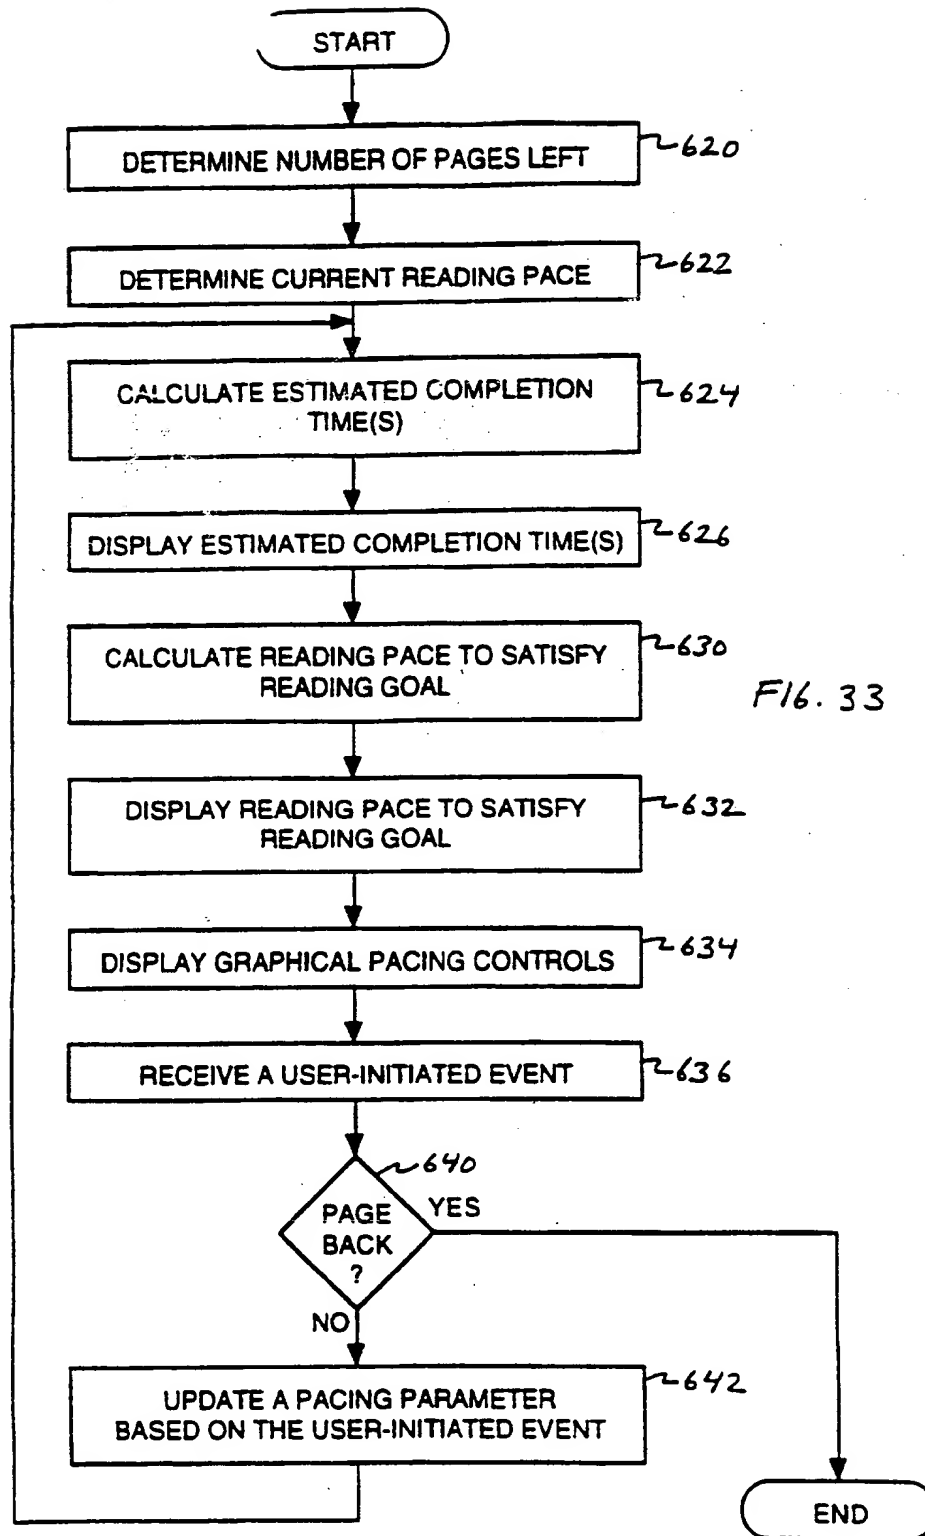 START
DETERMINE NUMBER OF PAGES LEFT
620
DETERMINE CURRENT READING PACE
622
CALCULATE ESTIMATED COMPLETION
TIME(S)
624
DISPLAY ESTIMATED COMPLETION TIME(S)
626
CALCULATE READING PACE TO SATISFY
READING GOAL
630
FIG. 33
DISPLAY READING PACE TO SATISFY
READING GOAL
632
DISPLAY GRAPHICAL PACING CONTROLS
634
RECEIVE A USER-INITIATED EVENT
636
640
PAGE
BACK
?
YES
NO
UPDATE A PACING PARAMETER
BASED ON THE USER-INITIATED EVENT
642
END